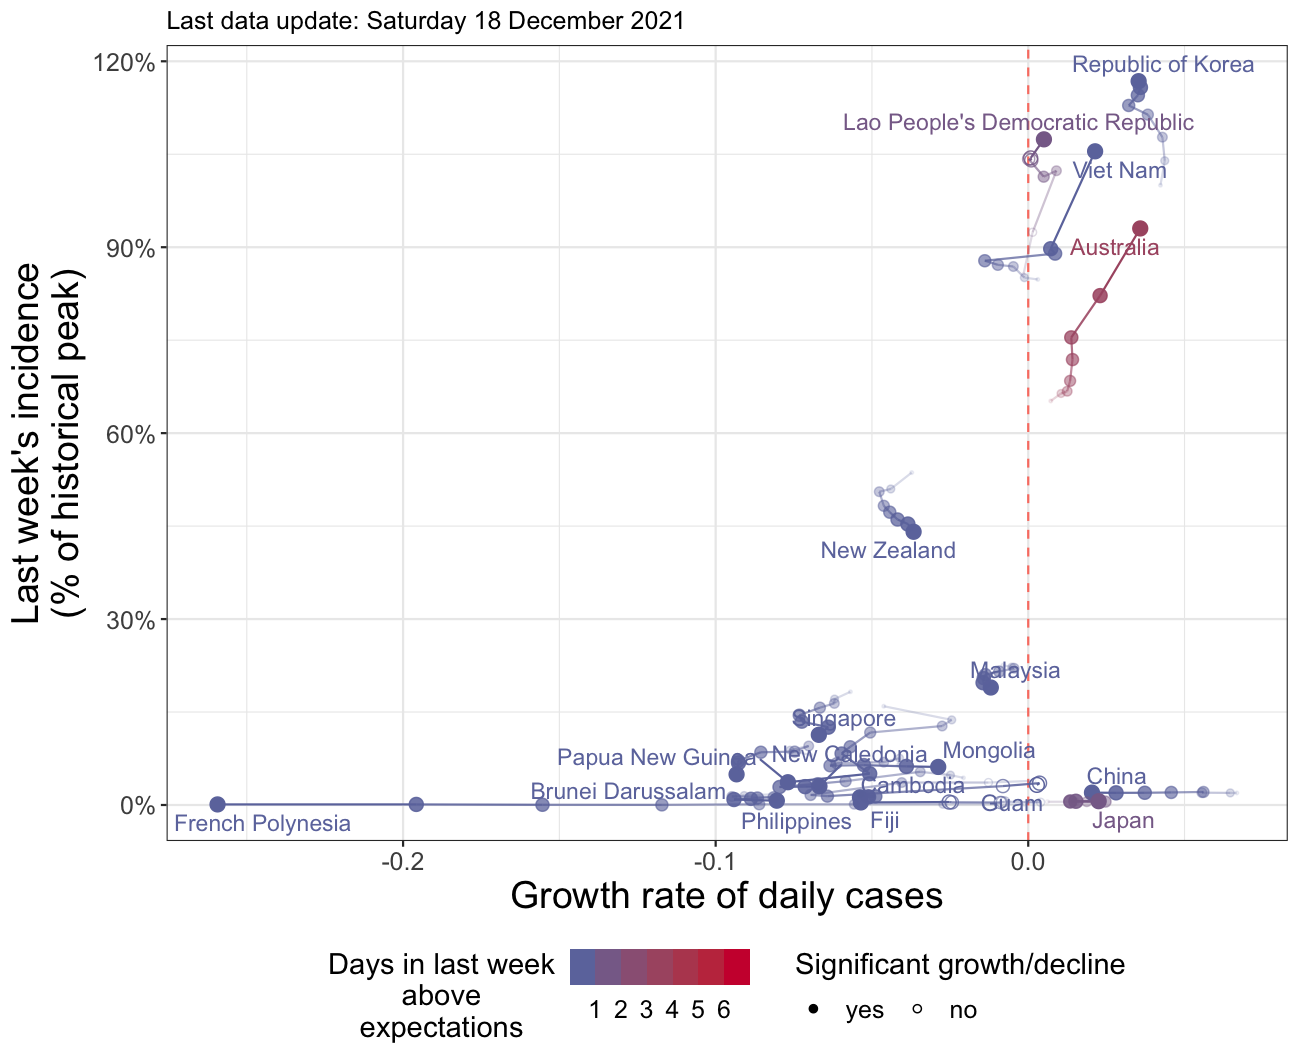 Last data update: Saturday 18 December 2021
120%
90%
60%
30%
0%
Last week's incidence
(% of historical peak)
Republic of Korea
Lao People's Democratic Republic
Viet Nam
Australia
New Zealand
Malaysia
Singapore
Papua New Guinea
New Caledonia
Mongolia
Brunei Darussalam
Cambodia
China
Guam
French Polynesia
Philippines
Fiji
Japan
-0.2
-0.1
0.0
Growth rate of daily cases
Days in last week
above
expectations
1 2 3 4 5 6
Significant growth/decline
yes
no